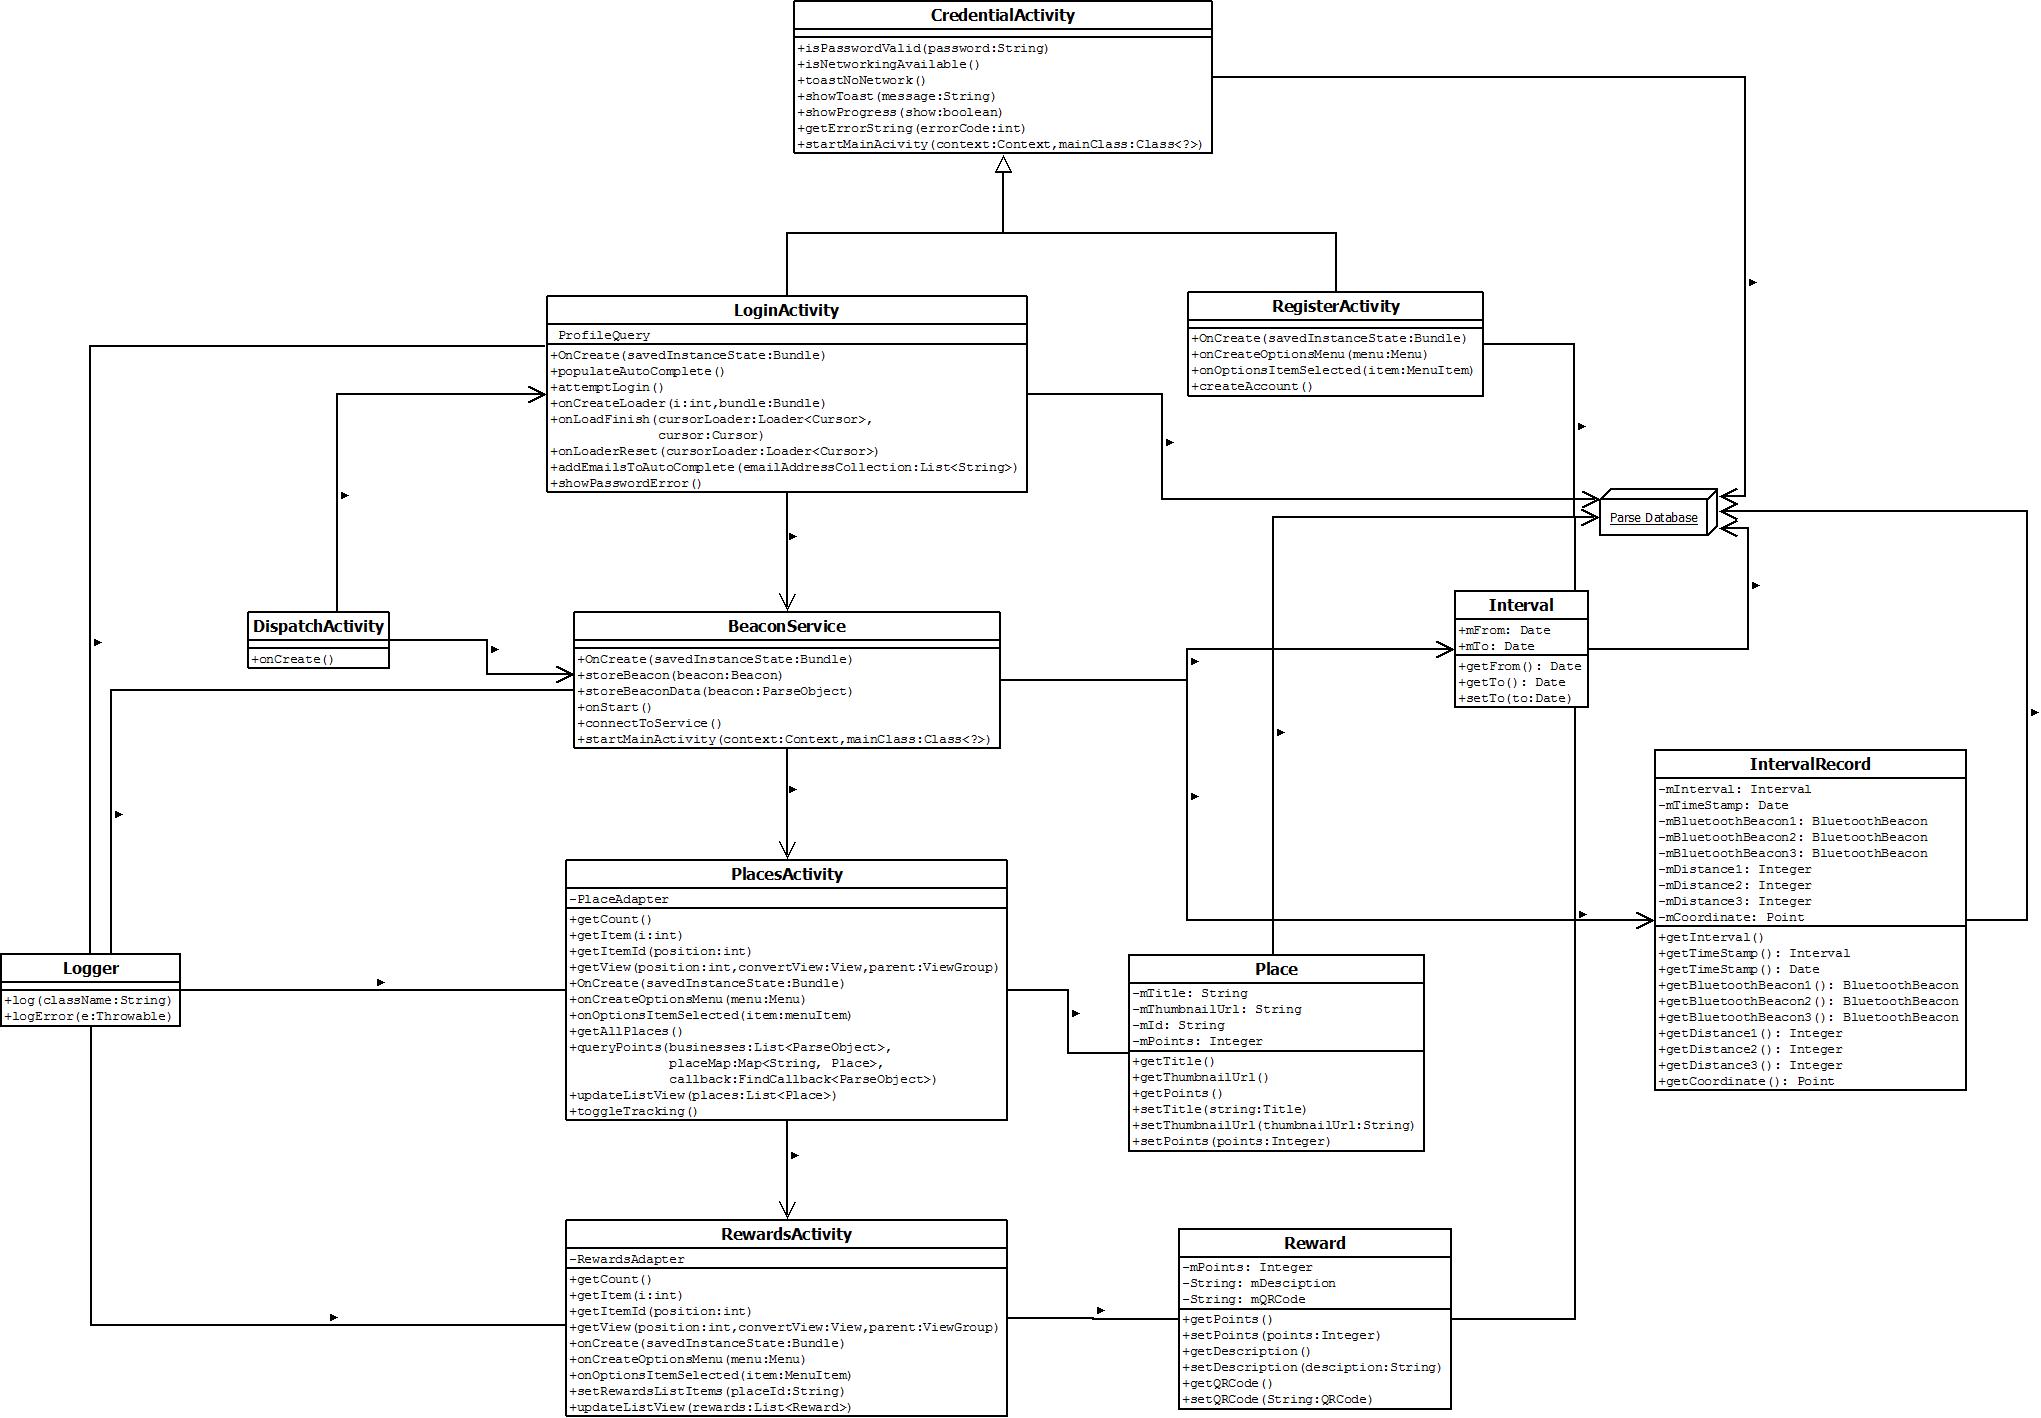 CredentialActivity
+isPasswordValid(password:String)
+isNetworkingAvailable()
+toastNoNetwork()
+showToast(message:String)
+showProgress(show:boolean)
+getErrorString(errorCode:int)
+startMainAcivity(context:Context,mainClass:Class<?>)
LoginActivity
ProfileQuery
+OnCreate(savedInstanceState:Bundle)
+populateAutoComplete()
+attemptLogin()
+onCreateLoader(i:int,bundle:Bundle)
+onLoadFinish(cursorLoader:Loader<Cursor>,
cursor:Cursor)
+onLoaderReset(cursorLoader:Loader<Cursor>)
+addEmailsToAutoComplete(emailAddressCollection:List<String>)
+showPasswordError()
RegisterActivity
+OnCreate(savedInstanceState:Bundle)
+onCreateOptionsMenu(menu:Menu)
+onOptionsItemSelected(item:MenuItem)
+createAccount()
Parse Database
DispatchActivity
+onCreate()
BeaconService
+OnCreate(savedInstanceState:Bundle)
+storeBeacon(beacon:Beacon)
+storeBeaconData(beacon:ParseObject)
+onStart()
+connectToService()
+startMainActivity(context:Context,mainClass:Class<?>)
Interval
+mFrom: Date
+mTo: Date
+getFrom(): Date
+getTo(): Date
+setTo(to:Date)
IntervalRecord
-mInterval: Interval
-mTimeStamp: Date
-mBluetoothBeacon1: BluetoothBeacon
-mBluetoothBeacon2: BluetoothBeacon
-mBluetoothBeacon3: BluetoothBeacon
-mDistance1: Integer
-mDistance2: Integer
-mDistance3: Integer
-mCoordinate: Point
+getInterval()
+getTimeStamp(): Interval
+getTimeStamp(): Date
+getBluetoothBeacon1(): BluetoothBeacon
+getBluetoothBeacon2(): BluetoothBeacon
+getBluetoothBeacon3(): BluetoothBeacon
+getDistance1(): Integer
+getDistance2(): Integer
+getDistance3(): Integer
+getCoordinate(): Point
Logger
+log(className:String)
+logError(e:Throwable)
PlacesActivity
-PlaceAdapter
+getCount()
+getItem(i:int)
+getItemId(position:int)
+getView(position:int,convertView:View,parent:ViewGroup)
+OnCreate(savedInstanceState:Bundle)
+onCreateOptionsMenu(menu:Menu)
+onOptionsItemSelected(item:menuItem)
+getAllPlaces()
+queryPoints(businesses:List<ParseObject>,
placeMap:Map<String, Place>,
callback:FindCallback<ParseObject>)
+updateListView(places:List<Place>)
+toggleTracking()
Place
-mTitle: String
-mThumbnailUrl: String
-mId: String
-mPoints: Integer
+getTitle()
+getThumbnailUrl()
+getPoints()
+setTitle(string:Title)
+setThumbnailUrl(thumbnailUrl:String)
+setPoints(points:Integer)
RewardsActivity
-RewardsAdapter
+getCount()
+getItem(i:int)
+getItemId(position:int)
+getView(position:int,convertView:View,parent:ViewGroup)
+onCreate(savedInstanceState:Bundle)
+onCreateOptionsMenu(menu:Menu)
+onOptionsItemSelected(item:MenuItem)
+setRewardsListItems(placeId:String)
+updateListView(rewards:List<Reward>)
Reward
-mPoints: Integer
-String: mDesciption
-String: mQRCode
+getPoints()
+setPoints(points:Integer)
+getDescription()
+setDescription(desciption:String)
+getQRCode()
+setQRCode(String:QRCode)